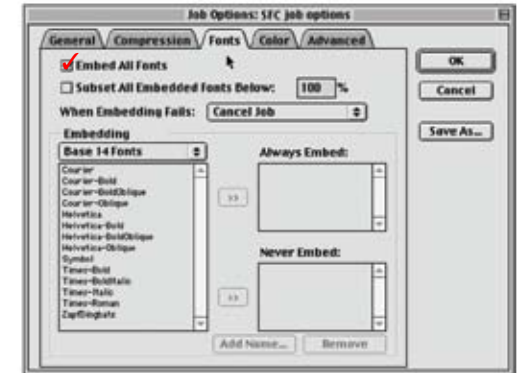 Job Options: SFC job options
General Compression Fonts Color Advanced
Embed All Fonts
OK
Subset All Embedded Fonts Below: 100 %
Cancel
When Embedding Fails: Cancel Job
Save As...
Embedding
Base 14 Fonts
Always Embed:
Courier
Courier-Bold
Courier-BoldOblique
Courier-Oblique
Helvetica
Helvetica-Bold
Helvetica-BoldOblique
Helvetica-Oblique
Symbol
Times-Bold
Times-BoldItalic
Times-Italic
Times-Roman
ZapfDingbats
>>
Never Embed:
>>
Add Name... Remove